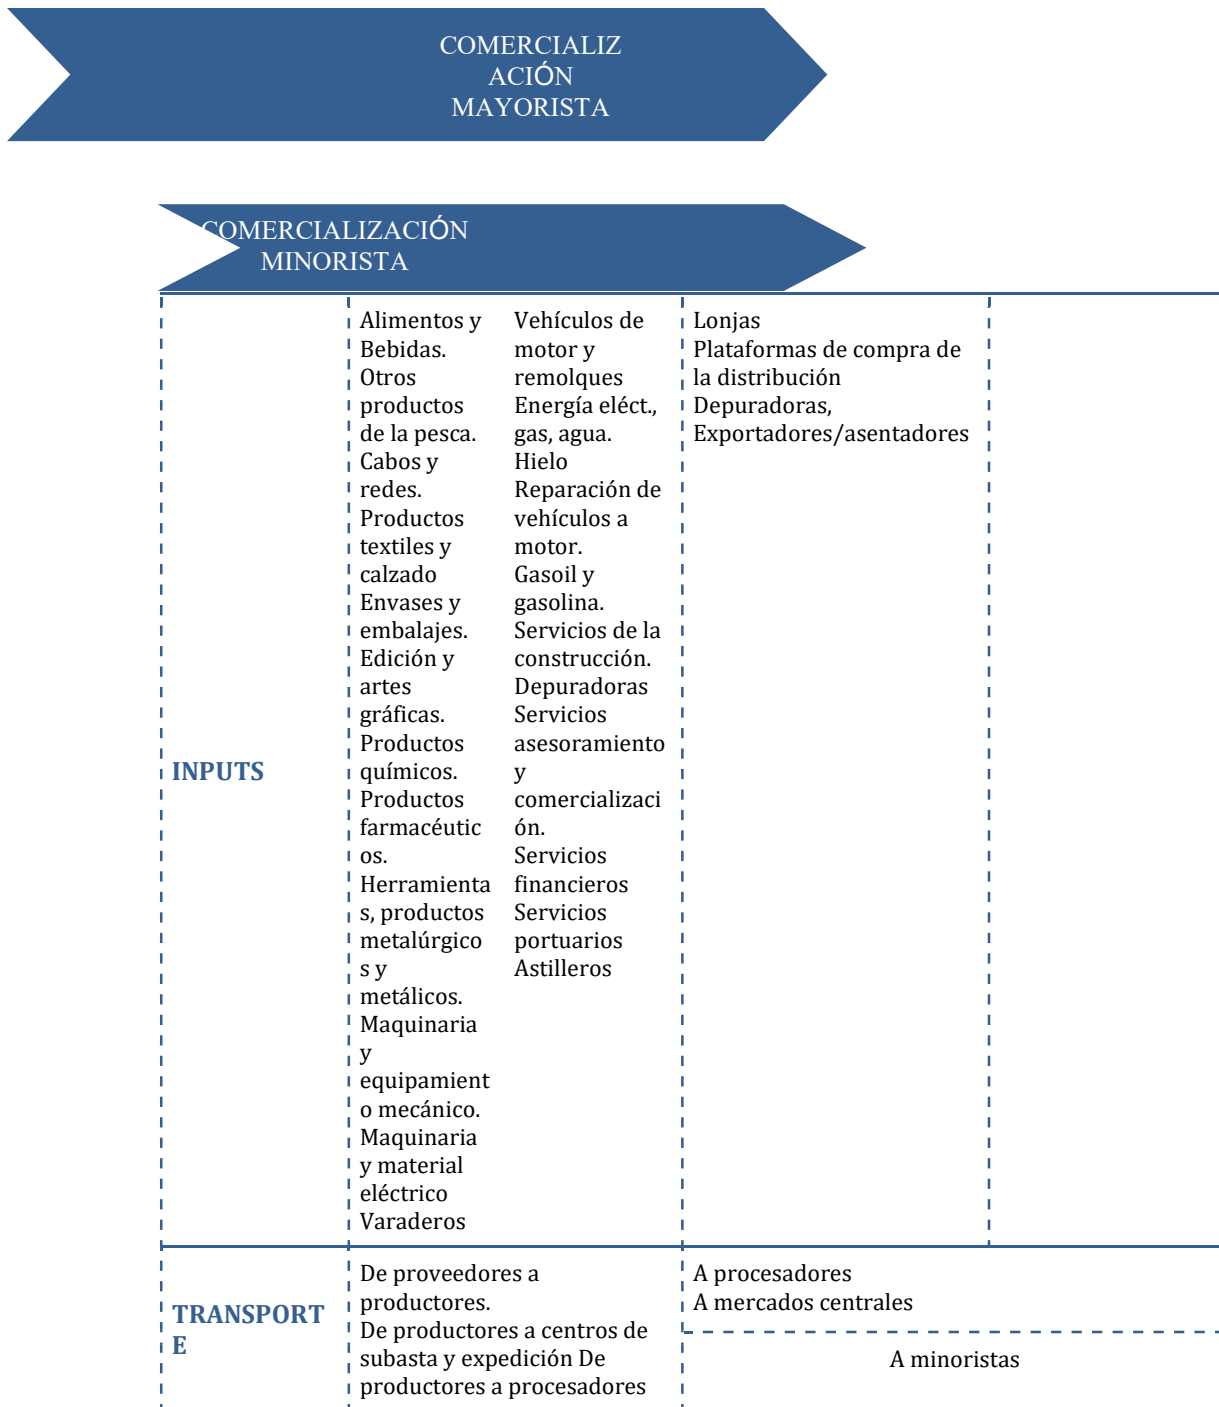 COMERCIALIZ
ACIÓN
MAYORISTA
COMERCIALIZACIÓN
MINORISTA
INPUTS
Alimentos y
Bebidas.
Otros
productos
de la pesca.
Cabos y
redes.
Productos
textiles y
calzado
Envases y
embalajes.
Edición y
artes
gráficas.
Productos
químicos.
Productos
farmacéutic
os.
Herramienta
s, productos
metalúrgico
s y
metálicos.
Maquinaria
y
equipamient
o mecánico.
Maquinaria
y material
eléctrico
Varaderos
Vehículos de
motor y
remolques
Energía eléct.,
gas, agua.
Hielo
Reparación de
vehículos a
motor.
Gasoil y
gasolina.
Servicios de la
construcción.
Depuradoras
Servicios
asesoramiento
y
comercializaci
ón.
Servicios
financieros
Servicios
portuarios
Astilleros
Lonjas
Plataformas de compra de
la distribución
Depuradoras,
Exportadores/asentadores
TRANSPORT
E
De proveedores a
productores.
De productores a centros de
subasta y expedición De
productores a procesadores
A procesadores
A mercados centrales
A minoristas